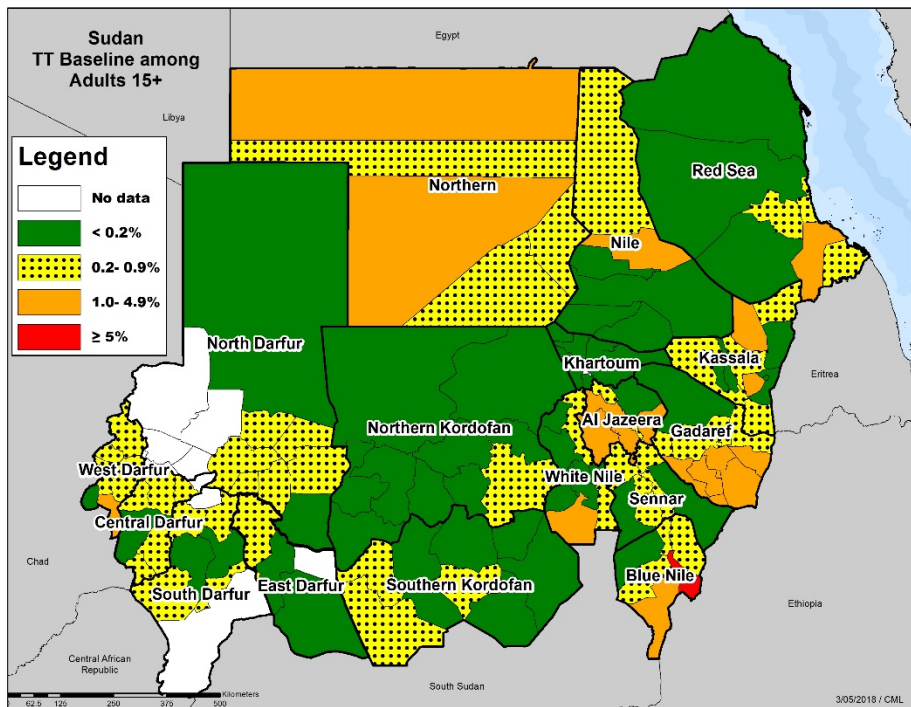 Sudan
TT Baseline among
Adults 15+
Egypt
Libya
Legend
No data
< 0.2%
0.2- 0.9%
1.0- 4.9%
≥ 5%
Red Sea
Northern
Nile
North Darfur
Khartoum
Kassala
Eritrea
Northern Kordofan
Al Jazeera
Gadaref
West Darfur
White Nile
Sennar
Central Darfur
Chad
South Darfur
East Darfur
Southern Kordofan
Blue Nile
Ethiopia
Central African
Republic
South Sudan
Kilometers
0 62.5 125 250 375 500
3/05/2018 / CML